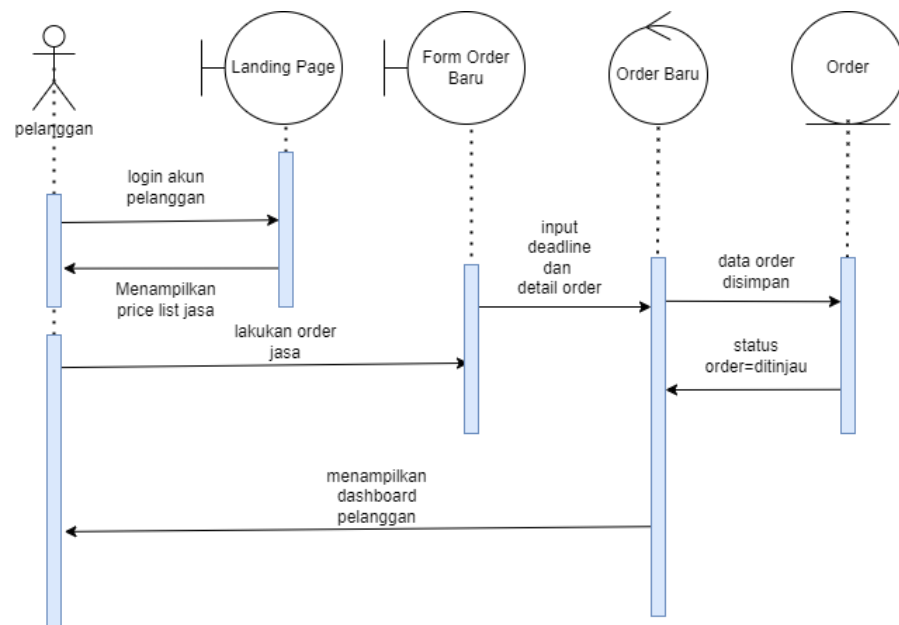 pelanggan
Landing Page
Form Order
Baru
Order Baru
Order
login akun
pelanggan
Menampilkan
price list jasa
lakukan order
jasa
input
deadline
dan
detail order
data order
disimpan
status
order=ditinjau
menampilkan
dashboard
pelanggan